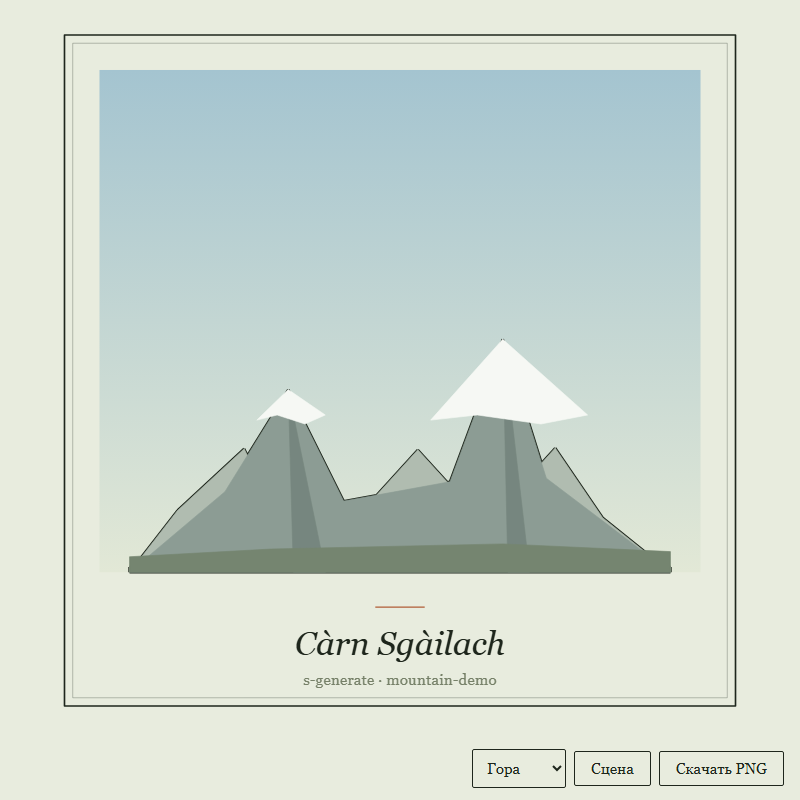 Càrn Sgàilach
s-generate · mountain-demo
Гора Сцена Скачать PNG